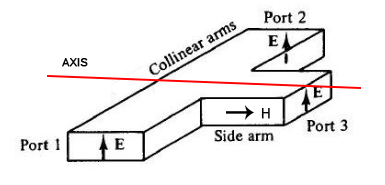 Port 2
E
Collinear arms
AXIS
E
H
Port 1
E
Side arm
Port 3